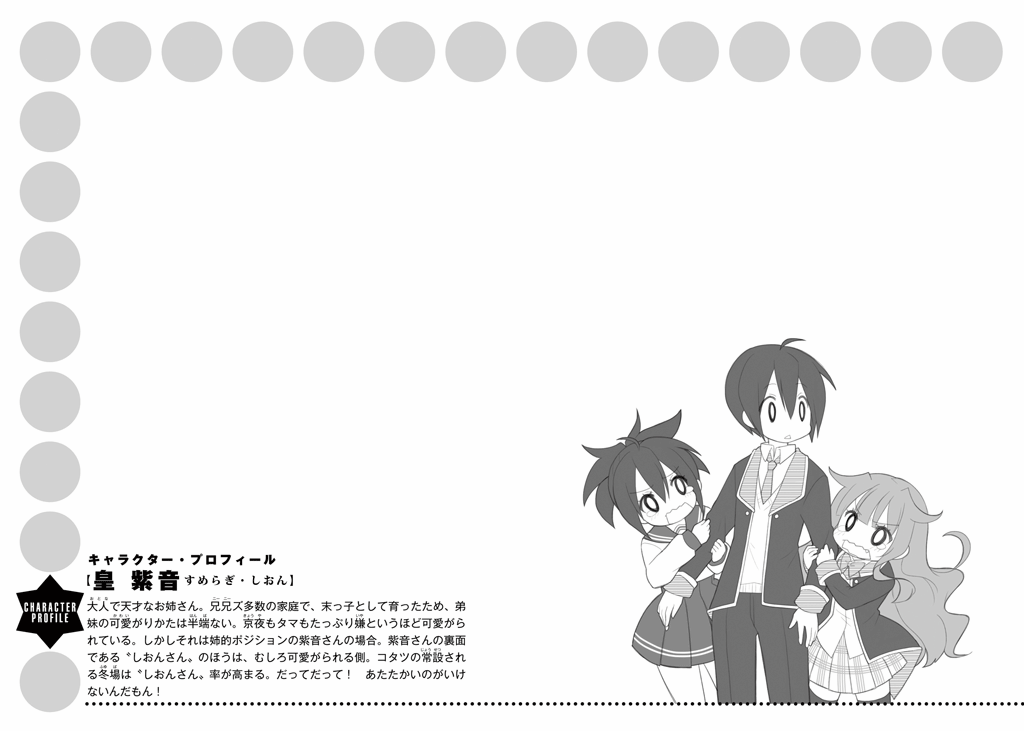 キャラクター・プロフィール
【皇 紫音 すめらぎ・しおん】
CHARACTER
PROFILE
大人で天才なお姉さん。兄兄ズ多数の家庭で、末っ子として育ったため、弟
妹の可愛がりかたは半端ない。京夜もタマもたっぷり嫌というほど可愛がら
れている。しかしそれは姉的ポジションの紫音さんの場合。紫音さんの裏面
である〝しおんさん〟のほうは、むしろ可愛がられる側。コタツの常設され
る冬場は〝しおんさん〟率が高まる。だってだって！　あたたかいのがいけ
ないんだもん！